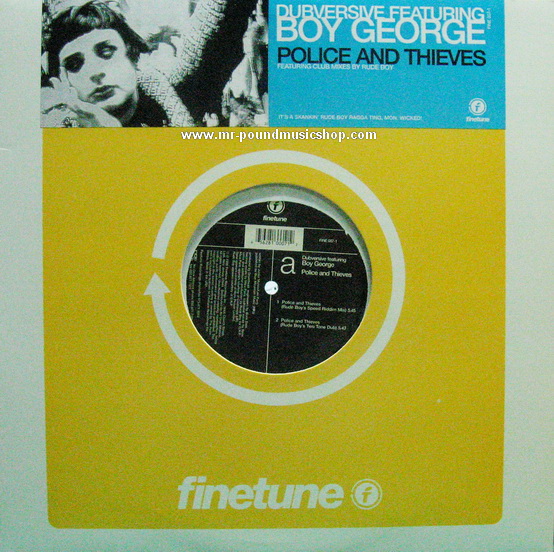 DUBVERSIVE FEATURING
BOY GEORGE
POLICE AND THIEVES
FEATURING CLUB MIXES BY RUDE BOY
IT'S A SKANKIN' RUDE BOY RAGGA TING, MON. WICKED!
f
finetune
www.mr-poundmusicshop.com
f
finetune
a
Dubversive featuring
Boy George
Police and Thieves
1 Police and Thieves
(Rude Boy's Speed Riddim Mix) 5.45
2 Police and Thieves
(Rude Boy's Two Tone Dub) 5.43
finetune f